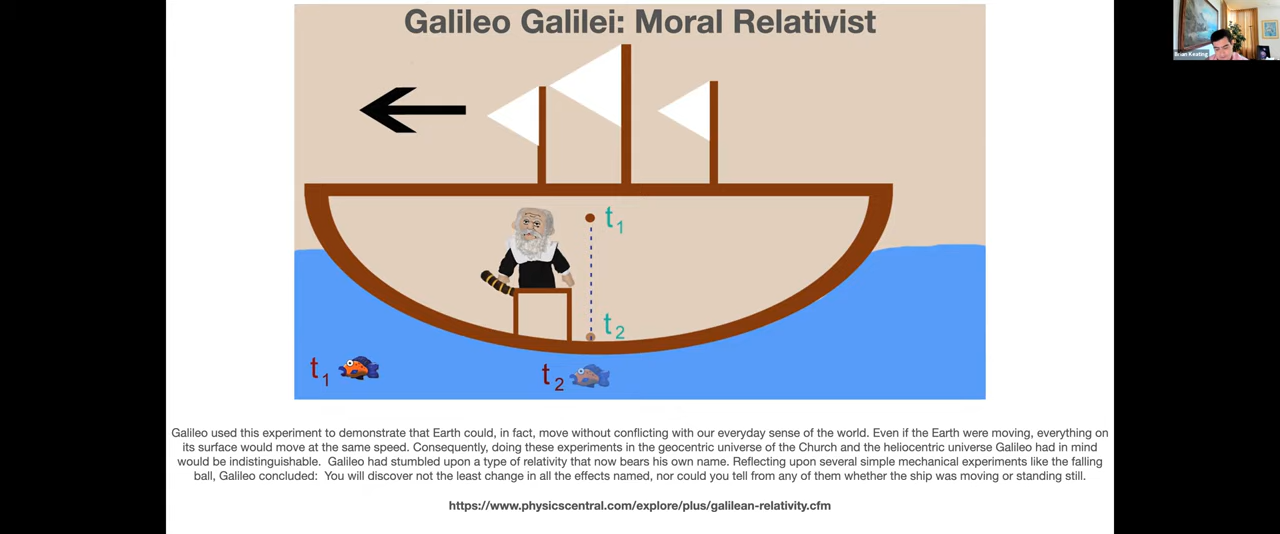 Galileo Galilei: Moral Relativist
Brian Keating
t1
t2
t1
t2
Galileo used this experiment to demonstrate that Earth could, in fact, move without conflicting with our everyday sense of the world. Even if the Earth were moving, everything on
its surface would move at the same speed. Consequently, doing these experiments in the geocentric universe of the Church and the heliocentric universe Galileo had in mind
would be indistinguishable.  Galileo had stumbled upon a type of relativity that now bears his own name. Reflecting upon several simple mechanical experiments like the falling
ball, Galileo concluded:  You will discover not the least change in all the effects named, nor could you tell from any of them whether the ship was moving or standing still.
https://www.physicscentral.com/explore/plus/galilean-relativity.cfm